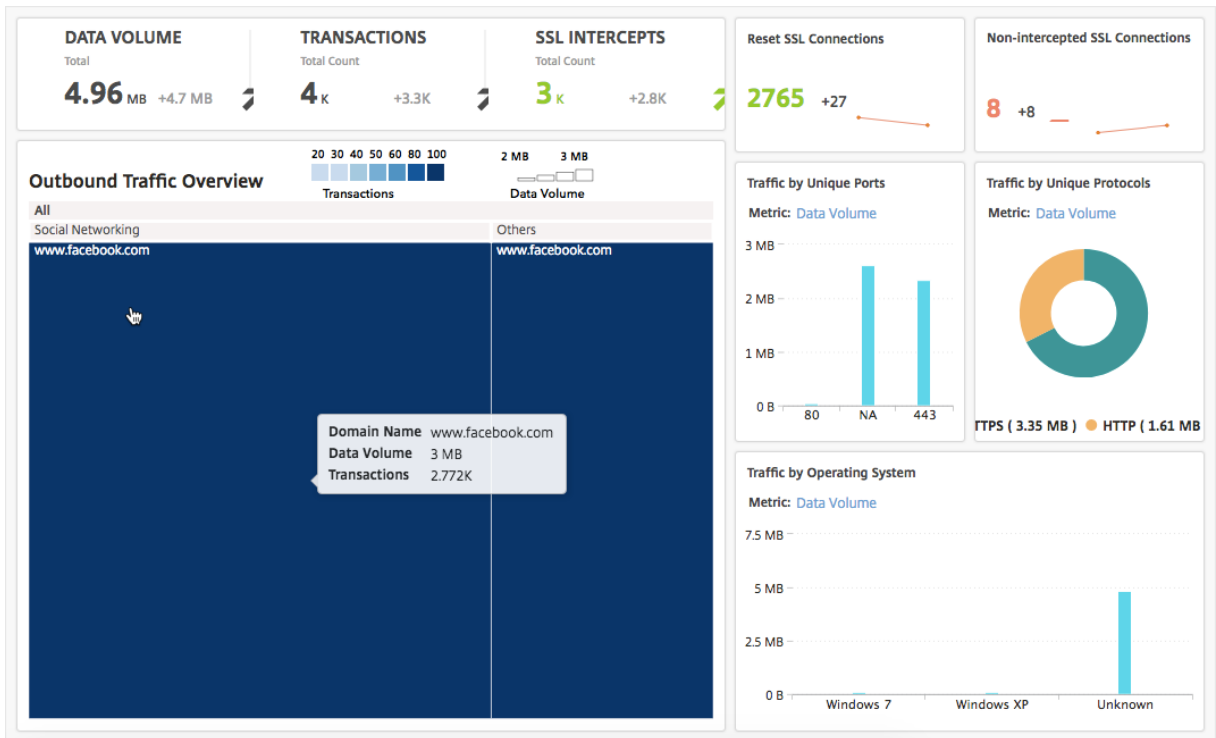 DATA VOLUME
Total
4.96 MB +4.7 MB
TRANSACTIONS
Total Count
4 K +3.3K
SSL INTERCEPTS
Total Count
3 K +2.8K
Reset SSL Connections
2765 +27
Non-intercepted SSL Connections
8 +8
Outbound Traffic Overview
20 30 40 50 60 80 100
Transactions
2 MB 3 MB
Data Volume
All
Social Networking Others
www.facebook.com www.facebook.com
Domain Name www.facebook.com
Data Volume 3 MB
Transactions 2.772K
Traffic by Unique Ports
Metric: Data Volume
3 MB
2 MB
1 MB
0 B
80 NA 443
Traffic by Unique Protocols
Metric: Data Volume
TTPS ( 3.35 MB ) HTTP ( 1.61 MB
Traffic by Operating System
Metric: Data Volume
7.5 MB
5 MB
2.5 MB
0 B
Windows 7 Windows XP Unknown